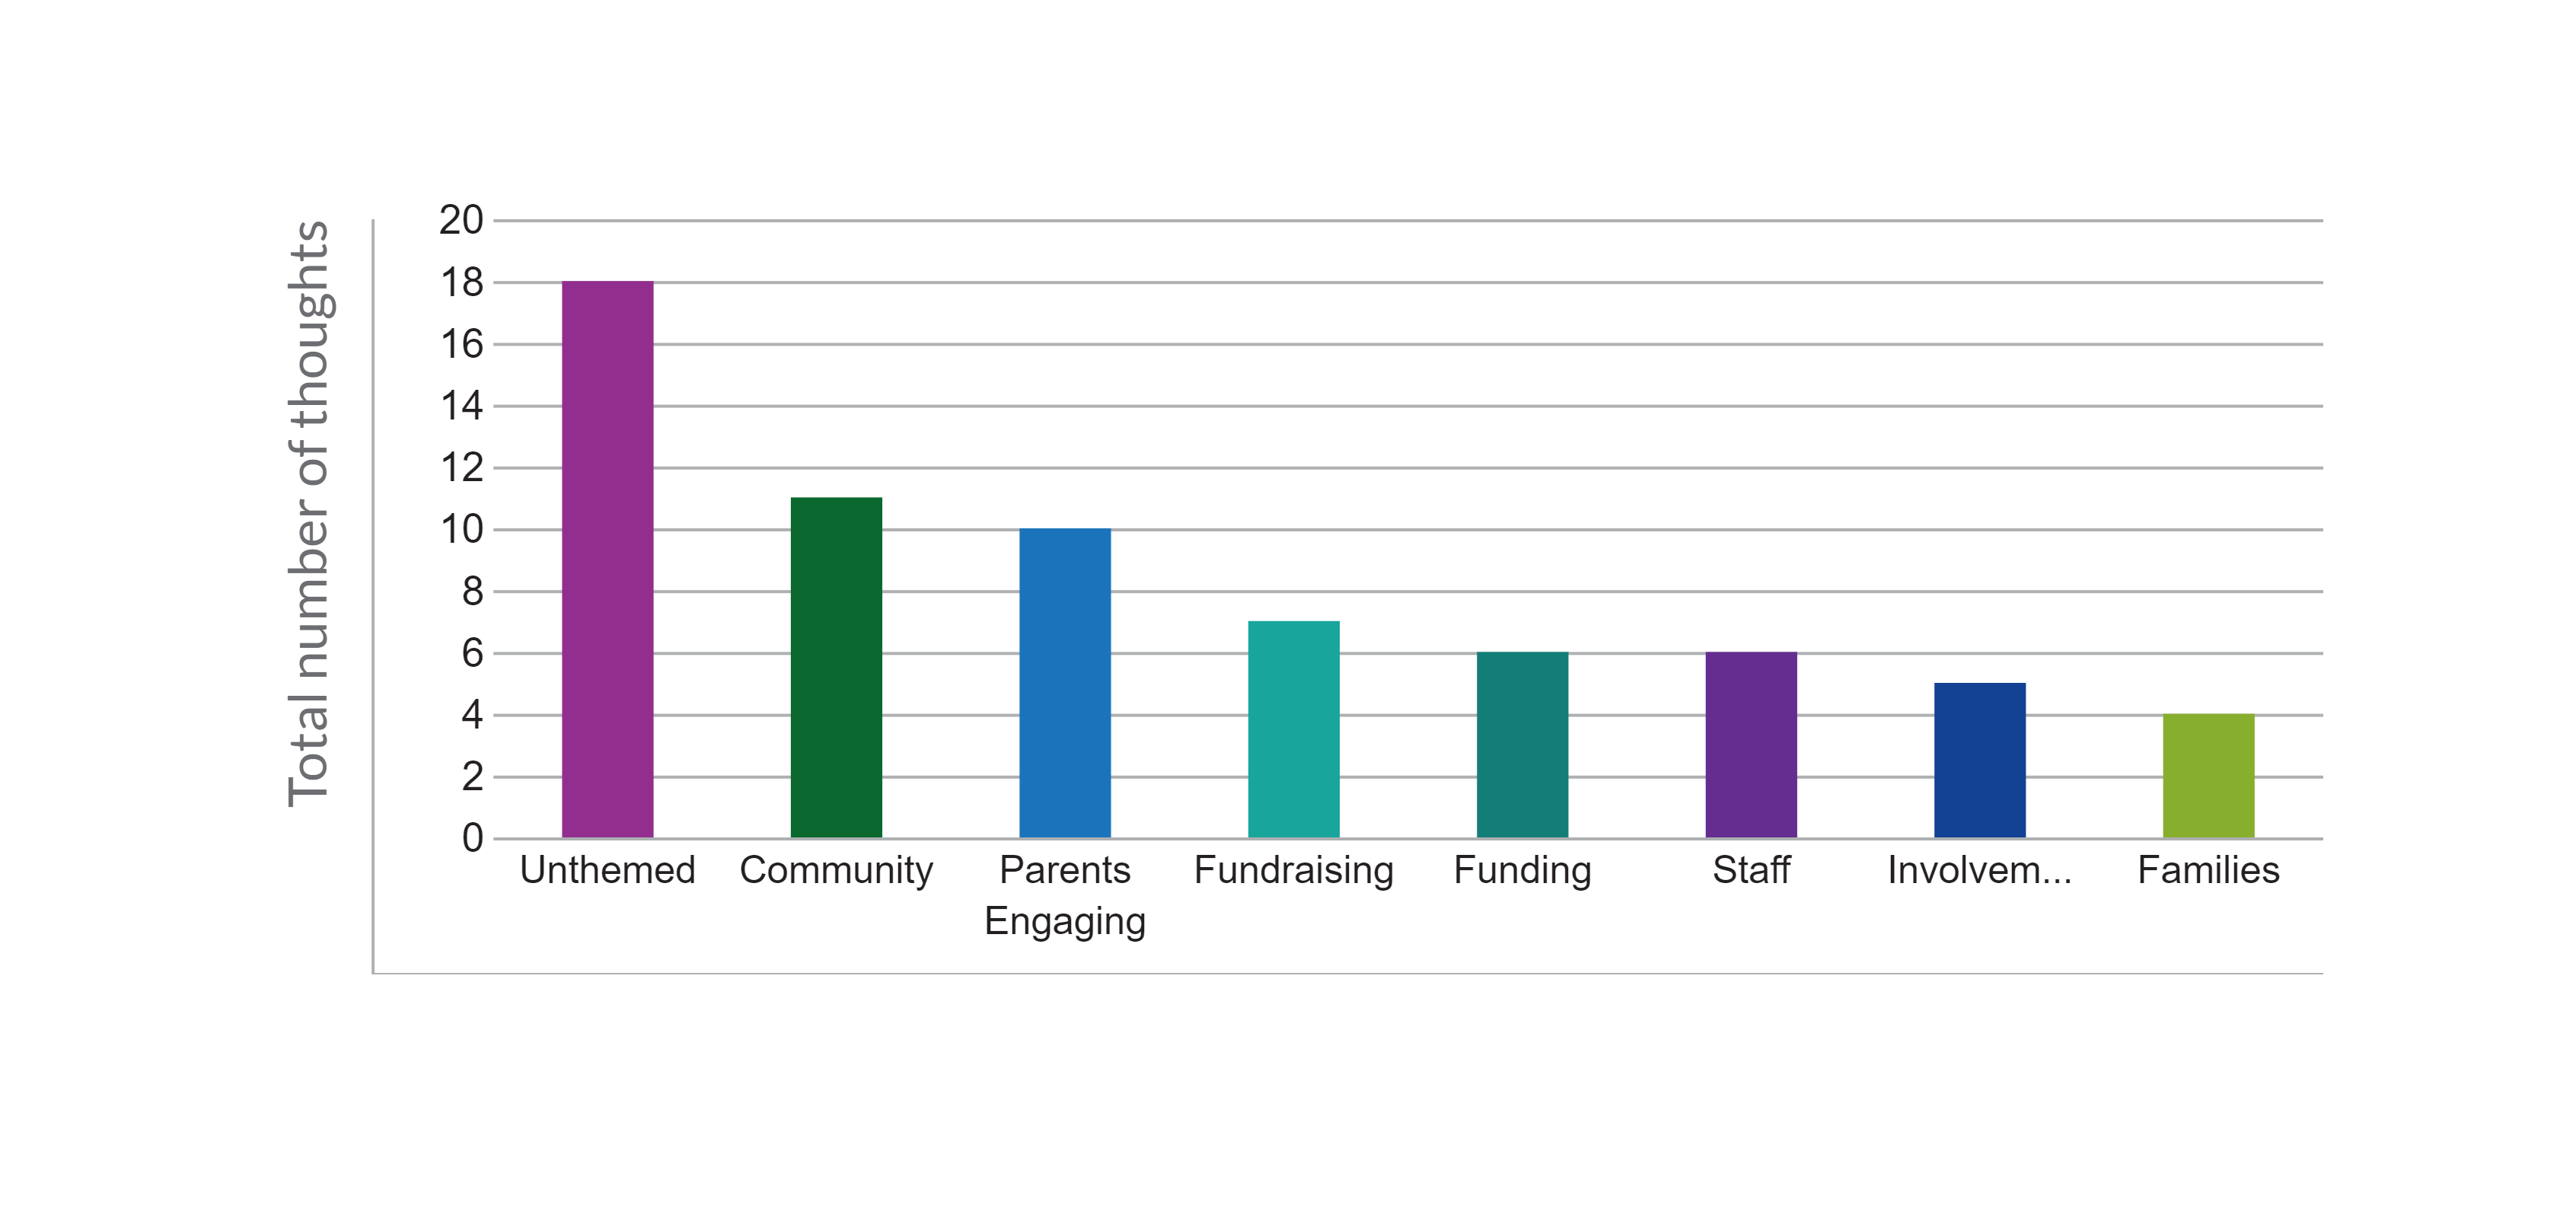 Total number of thoughts
20
18
16
14
12
10
8
6
4
2
0
Unthemed
Community
Parents
Engaging
Fundraising
Funding
Staff
Involvem...
Families